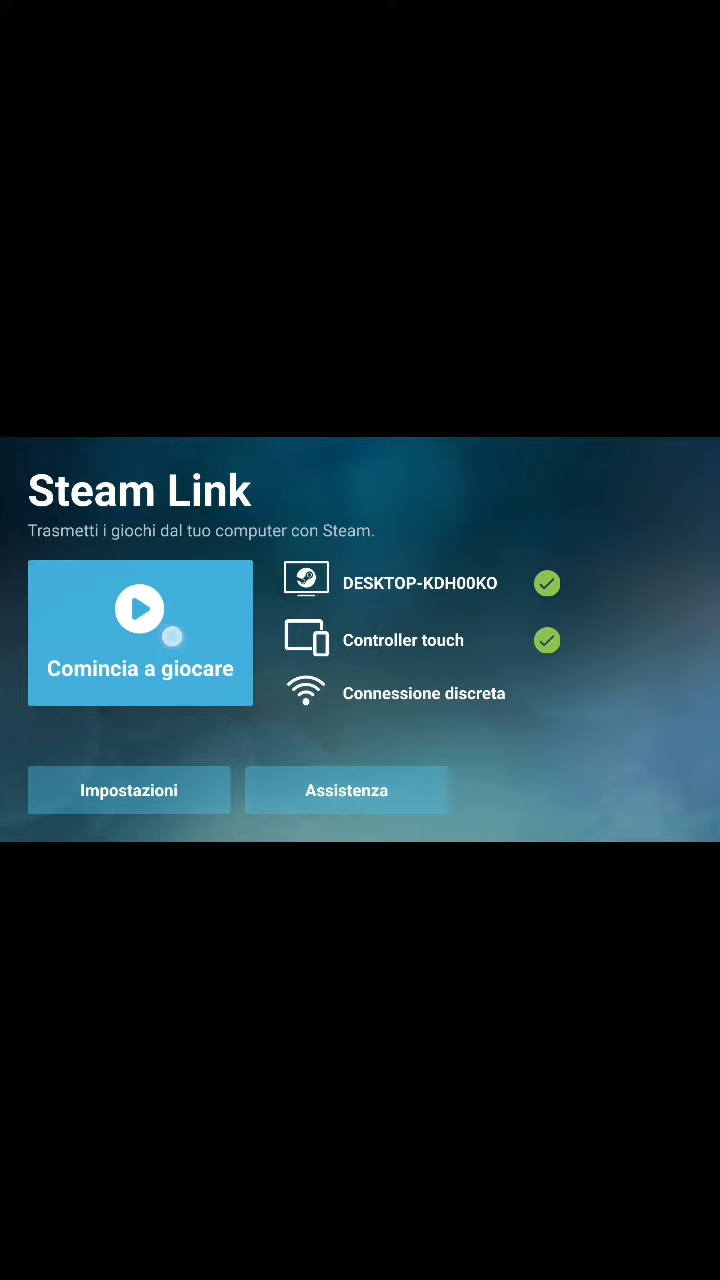 Steam Link
Trasmetti i giochi dal tuo computer con Steam.
Comincia a giocare
DESKTOP-KDH00KO
Controller touch
Connessione discreta
Impostazioni
Assistenza